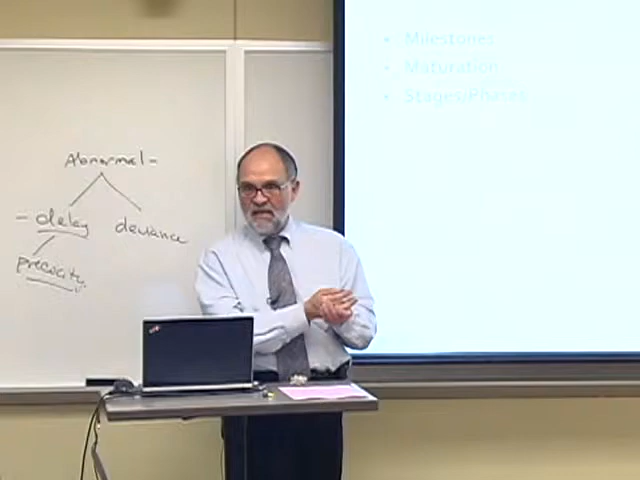 Abnormal -
- delay
deviance
precocity
• Milestones
• Maturation
• Stages/Phases